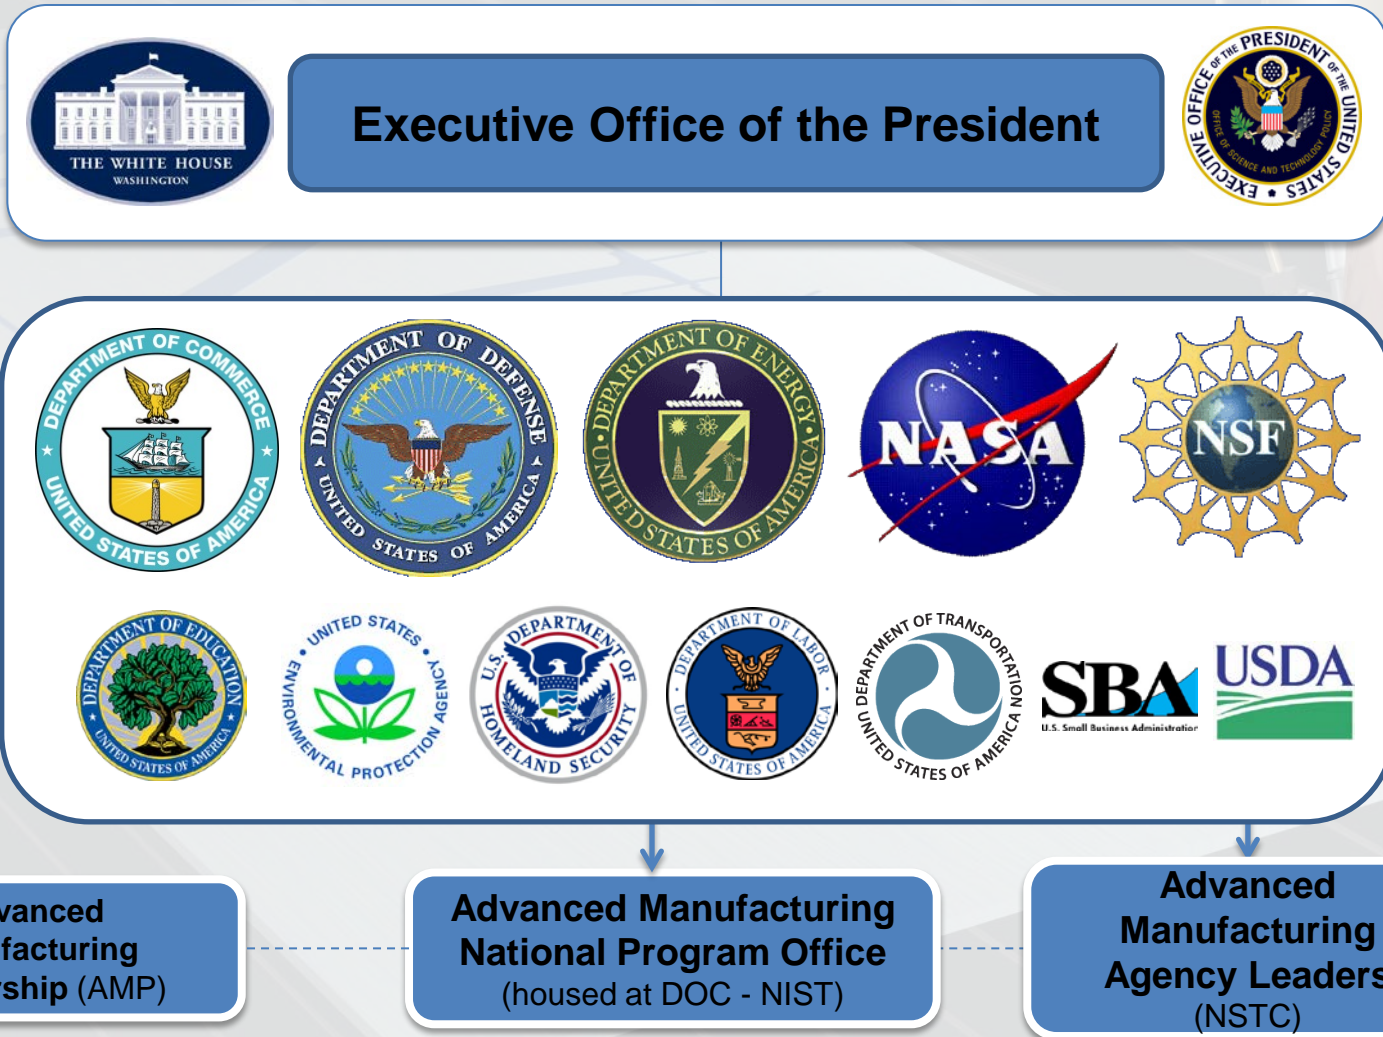 THE WHITE HOUSE
WASHINGTON
Executive Office of the President
EXECUTIVE OFFICE OF THE PRESIDENT OF THE UNITED STATES
OFFICE OF SCIENCE AND TECHNOLOGY POLICY
DEPARTMENT OF COMMERCE
UNITED STATES OF AMERICA
DEPARTMENT OF DEFENSE
UNITED STATES OF AMERICA
DEPARTMENT OF ENERGY
UNITED STATES OF AMERICA
NASA
NSF
DEPARTMENT OF EDUCATION
UNITED STATES OF AMERICA
UNITED STATES
ENVIRONMENTAL PROTECTION AGENCY
U.S. DEPARTMENT OF
HOMELAND SECURITY
DEPARTMENT OF LABOR
UNITED STATES OF AMERICA
DEPARTMENT OF TRANSPORTATION
UNITED STATES OF AMERICA
SBA
U.S. Small Business Administration
USDA
vanced
facturing
rship (AMP)
Advanced Manufacturing
National Program Office
(housed at DOC - NIST)
Advanced
Manufacturing
Agency Leaders
(NSTC)